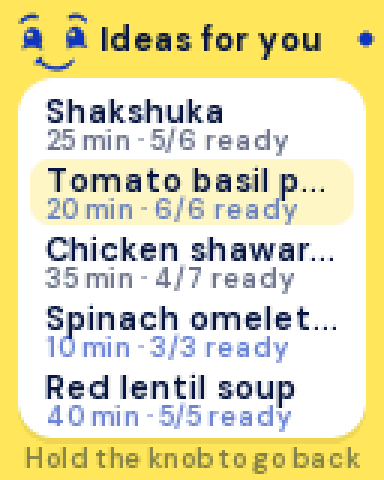 Ideas for you
Shakshuka
25 min · 5/6 ready
Tomato basil p...
20 min · 6/6 ready
Chicken shawar...
35 min · 4/7 ready
Spinach omelet...
10 min · 3/3 ready
Red lentil soup
40 min · 5/5 ready
Hold the knob to go back